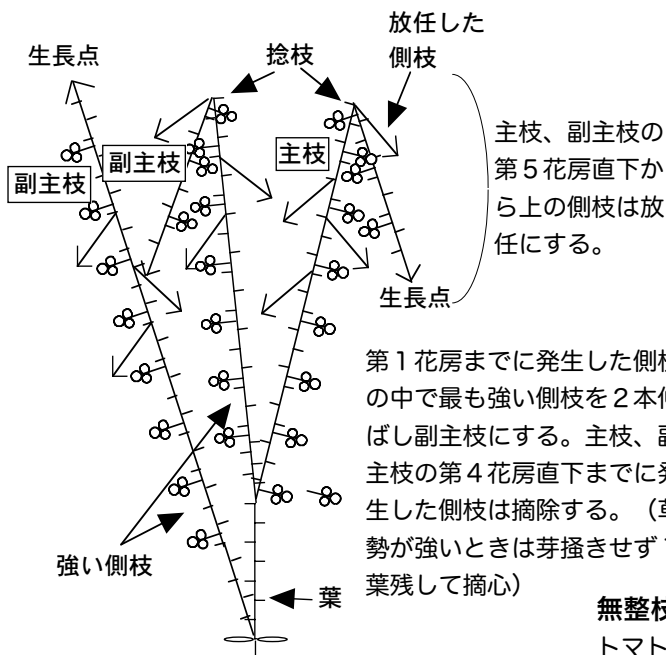 放任した
側枝
生長点
捻枝
副主枝
副主枝
主枝
主枝、副主枝の
第５花房直下か
ら上の側枝は放
任にする。
生長点
第１花房までに発生した側枝
の中で最も強い側枝を２本伸
ばし副主枝にする。主枝、副
主枝の第４花房直下までに発
生した側枝は摘除する。（草
勢が強いときは芽掻きせず
葉残して摘心）
強い側枝
葉
無整枝
トマト